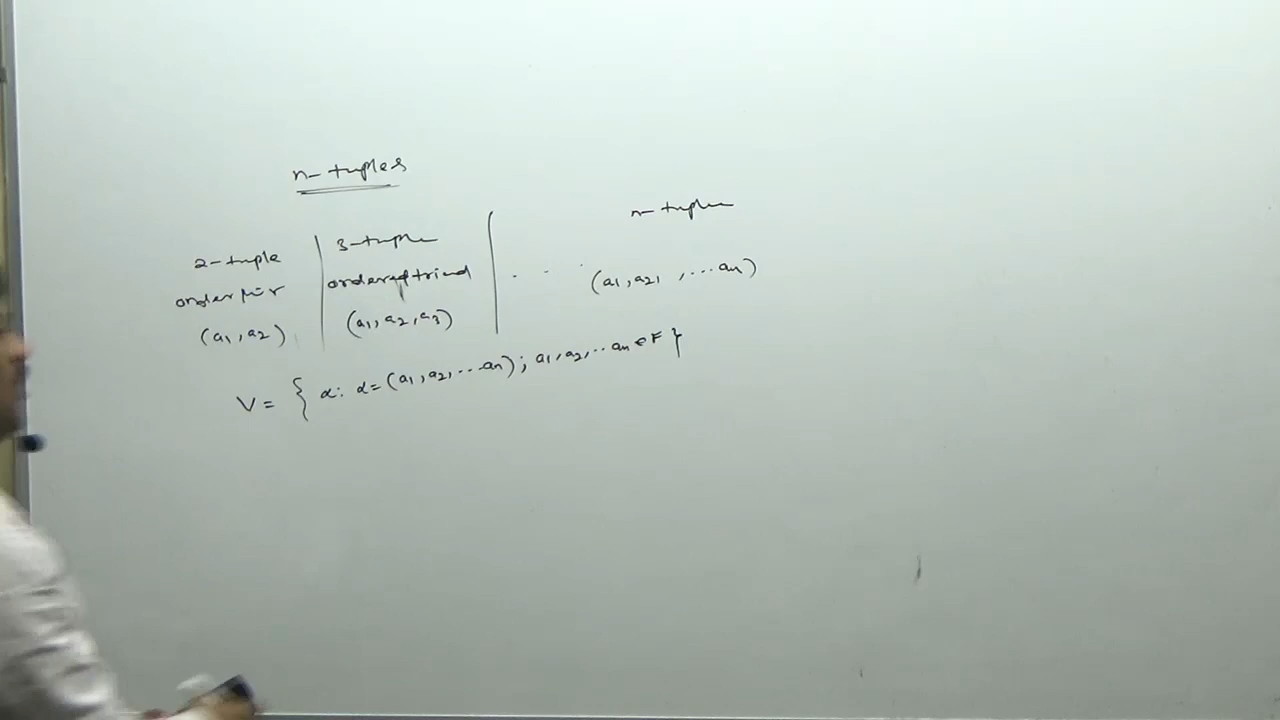 n-tuples
2-tuple
order pair
(a1, a2)
3-tuple
ordered triad
(a1, a2, a3)
. . .
n-tuple
(a1, a2, , ... an)
V = { α : α = (a1, a2, ... an) ; a1, a2, .. an ∈ F }